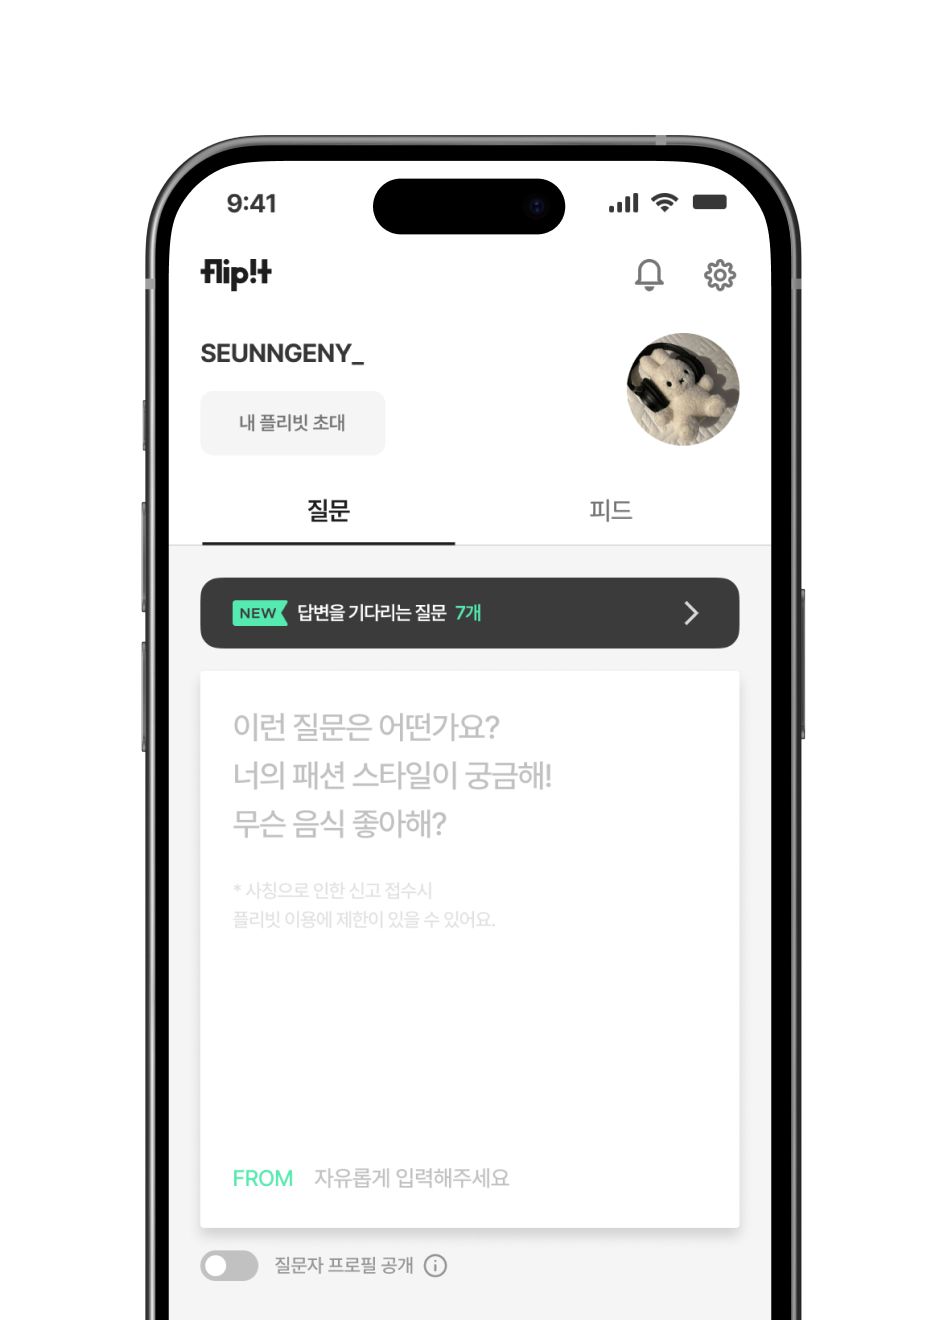 9:41
flip!t
SEUNNGENY_
내 플리빗 초대
질문 피드
NEW 답변을 기다리는 질문 7개
이런 질문은 어떤가요?
너의 패션 스타일이 궁금해!
무슨 음식 좋아해?
* 사칭으로 인한 신고 접수시
플리빗 이용에 제한이 있을 수 있어요.
FROM 자유롭게 입력해주세요
질문자 프로필 공개